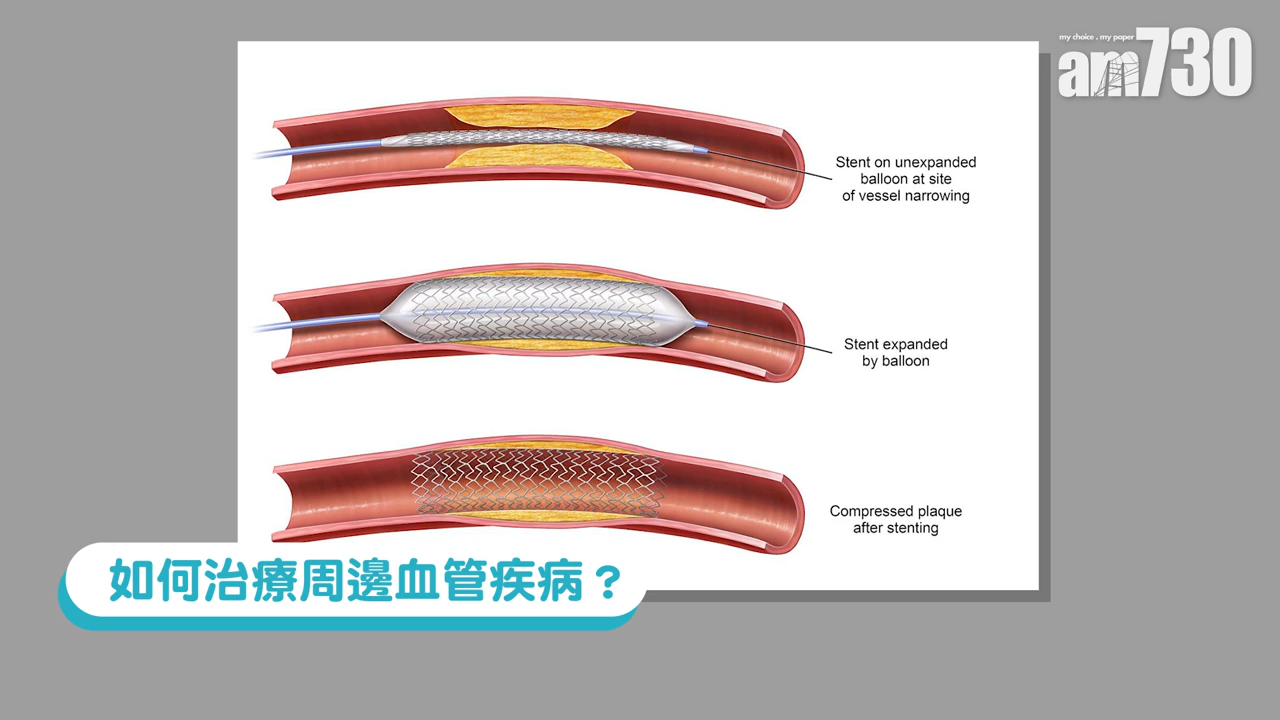 my choice . my paper
am730
Stent on unexpanded
balloon at site
of vessel narrowing
Stent expanded
by balloon
Compressed plaque
after stenting
如何治療周邊血管疾病？